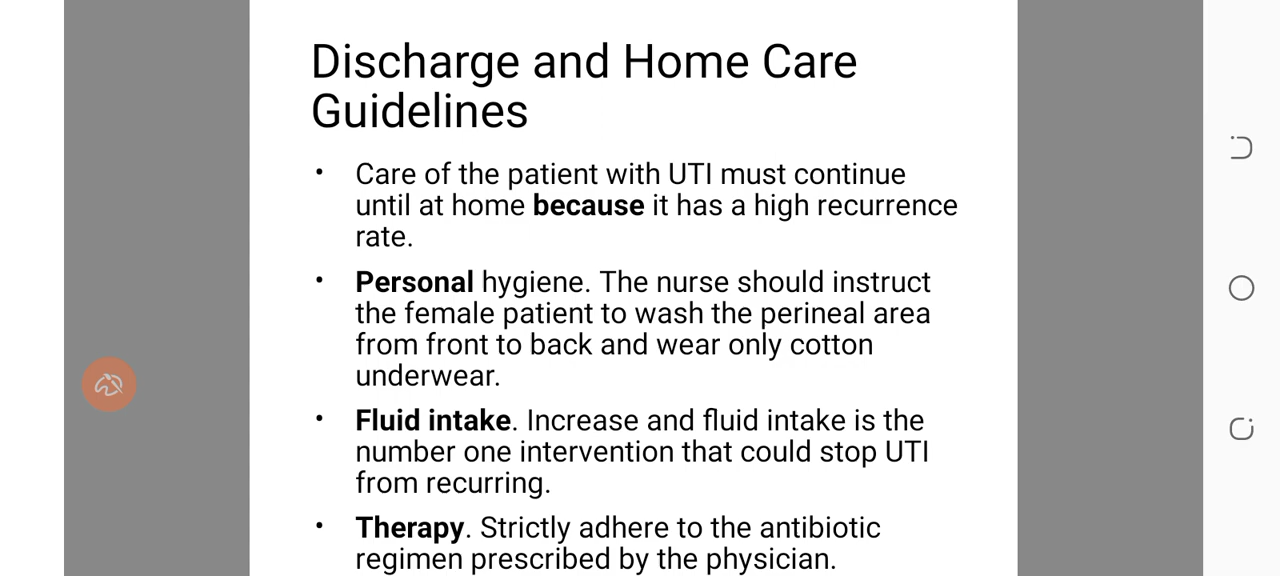 Discharge and Home Care
Guidelines
• Care of the patient with UTI must continue
until at home because it has a high recurrence
rate.
• Personal hygiene. The nurse should instruct
the female patient to wash the perineal area
from front to back and wear only cotton
underwear.
• Fluid intake. Increase and fluid intake is the
number one intervention that could stop UTI
from recurring.
• Therapy. Strictly adhere to the antibiotic
regimen prescribed by the physician.